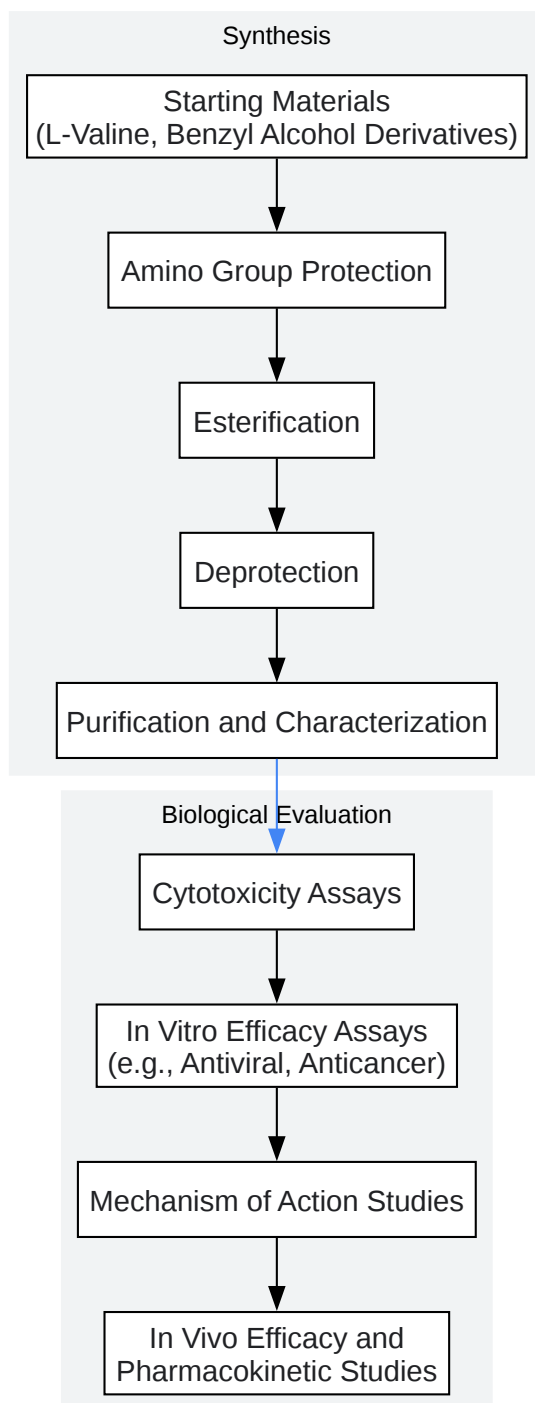 Synthesis
Starting Materials
(L-Valine, Benzyl Alcohol Derivatives)
Amino Group Protection
Esterification
Deprotection
Purification and Characterization
Biological Evaluation
Cytotoxicity Assays
In Vitro Efficacy Assays
(e.g., Antiviral, Anticancer)
Mechanism of Action Studies
In Vivo Efficacy and
Pharmacokinetic Studies